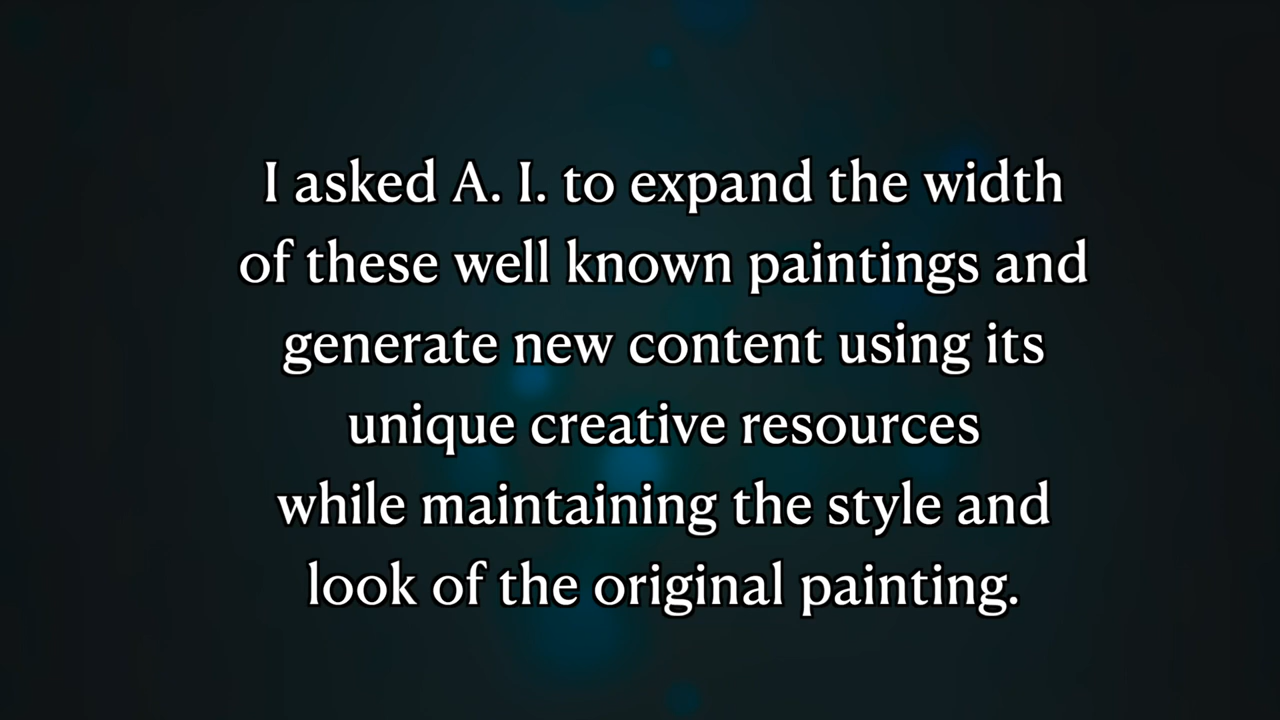 I asked A. I. to expand the width
of these well known paintings and
generate new content using its
unique creative resources
while maintaining the style and
look of the original painting.